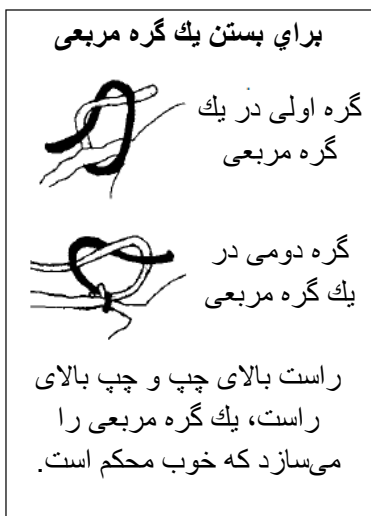 براي بستن يك گره مربعی
گره اولی در يك
گره مربعی
گره دومی در
يك گره مربعی
راست بالای چپ و چپ بالای
راست، يك گره مربعی را
می‌سازد كه خوب محكم است.